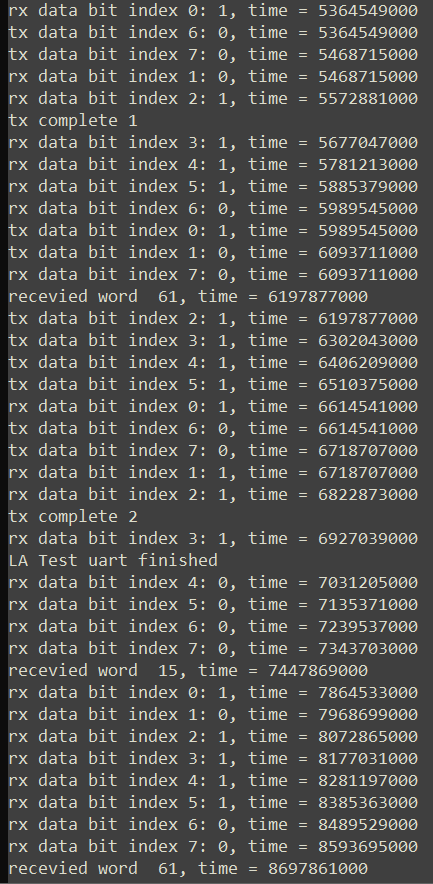 rx data bit index 0: 1, time = 5364549000
tx data bit index 6: 0, time = 5364549000
tx data bit index 7: 0, time = 5468715000
rx data bit index 1: 0, time = 5468715000
rx data bit index 2: 1, time = 5572881000
tx complete 1
rx data bit index 3: 1, time = 5677047000
rx data bit index 4: 1, time = 5781213000
rx data bit index 5: 1, time = 5885379000
rx data bit index 6: 0, time = 5989545000
tx data bit index 0: 1, time = 5989545000
tx data bit index 1: 0, time = 6093711000
rx data bit index 7: 0, time = 6093711000
recevied word  61, time = 6197877000
tx data bit index 2: 1, time = 6197877000
tx data bit index 3: 1, time = 6302043000
tx data bit index 4: 1, time = 6406209000
tx data bit index 5: 1, time = 6510375000
rx data bit index 0: 1, time = 6614541000
tx data bit index 6: 0, time = 6614541000
tx data bit index 7: 0, time = 6718707000
rx data bit index 1: 1, time = 6718707000
rx data bit index 2: 1, time = 6822873000
tx complete 2
rx data bit index 3: 1, time = 6927039000
LA Test uart finished
rx data bit index 4: 0, time = 7031205000
rx data bit index 5: 0, time = 7135371000
rx data bit index 6: 0, time = 7239537000
rx data bit index 7: 0, time = 7343703000
recevied word  15, time = 7447869000
rx data bit index 0: 1, time = 7864533000
rx data bit index 1: 0, time = 7968699000
rx data bit index 2: 1, time = 8072865000
rx data bit index 3: 1, time = 8177031000
rx data bit index 4: 1, time = 8281197000
rx data bit index 5: 1, time = 8385363000
rx data bit index 6: 0, time = 8489529000
rx data bit index 7: 0, time = 8593695000
recevied word  61, time = 8697861000